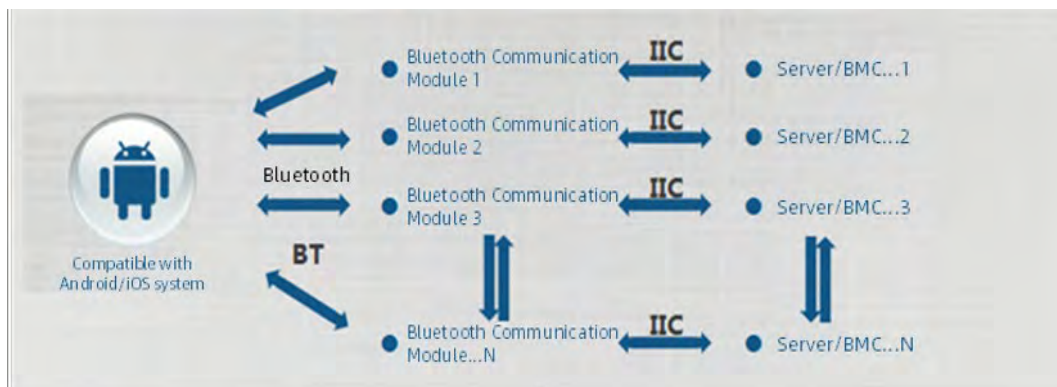 Bluetooth Communication
Module 1
IIC
Server/BMC...1
Bluetooth Communication
Module 2
IIC
Server/BMC...2
Bluetooth
Bluetooth Communication
Module 3
IIC
Server/BMC...3
BT
Compatible with
Android/iOS system
Bluetooth Communication
Module...N
IIC
Server/BMC...N